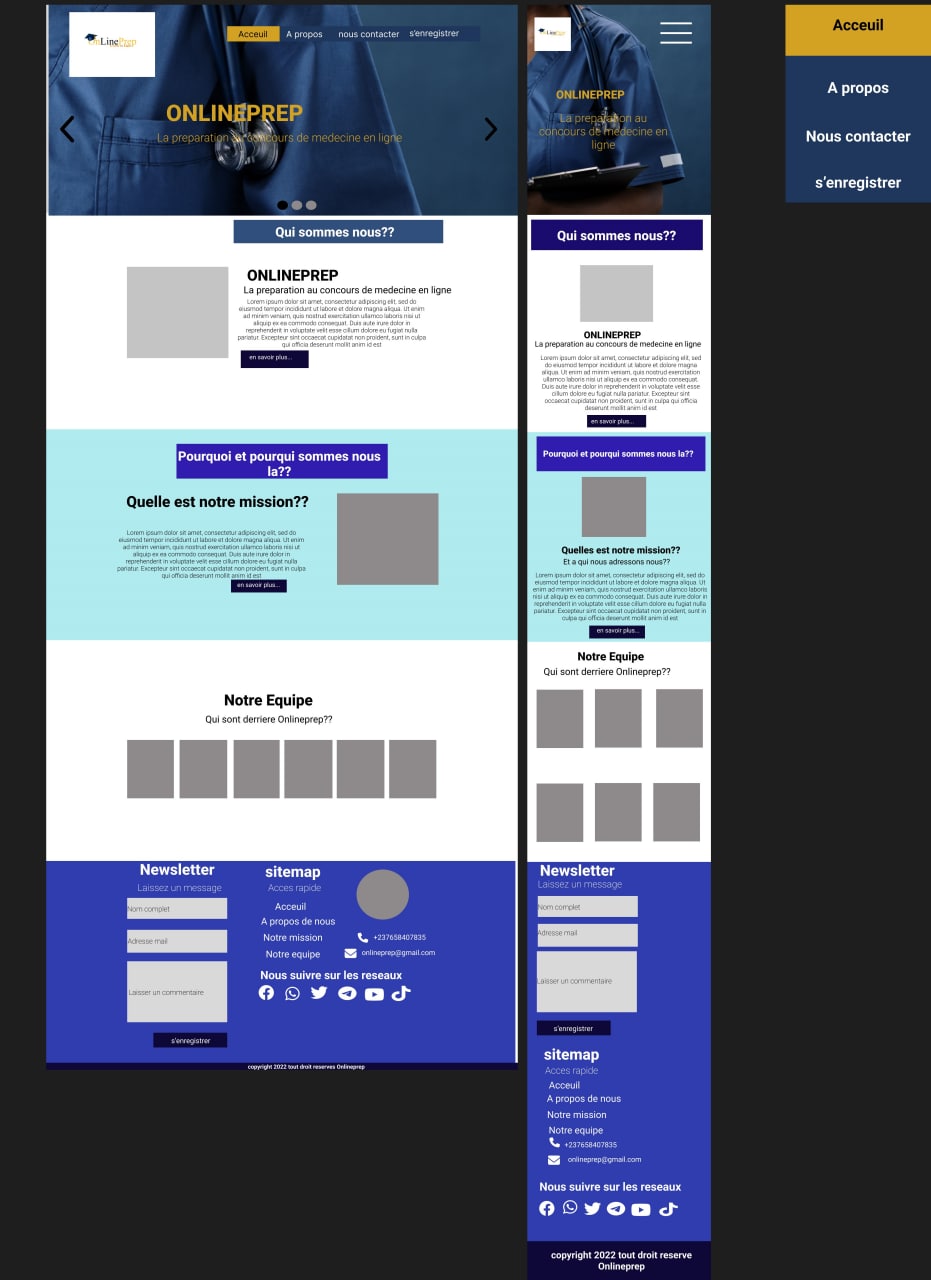 OnLinePrep
Acceuil
A propos
nous contacter
s'enregistrer
ONLINEPREP
La preparation au concours de medecine en ligne
Qui sommes nous??
ONLINEPREP
La preparation au concours de medecine en ligne
Lorem ipsum dolor sit amet, consectetur adipiscing elit, sed do
eiusmod tempor incididunt ut labore et dolore magna aliqua. Ut enim
ad minim veniam, quis nostrud exercitation ullamco laboris nisi ut
aliquip ex ea commodo consequat. Duis aute irure dolor in
reprehenderit in voluptate velit esse cillum dolore eu fugiat nulla
pariatur. Excepteur sint occaecat cupidatat non proident, sunt in culpa
qui officia deserunt mollit anim id est
en savoir plus...
Pourquoi et pourqui sommes nous
la??
Quelle est notre mission??
Lorem ipsum dolor sit amet, consectetur adipiscing elit, sed do
eiusmod tempor incididunt ut labore et dolore magna aliqua. Ut enim
ad minim veniam, quis nostrud exercitation ullamco laboris nisi ut
aliquip ex ea commodo consequat. Duis aute irure dolor in
reprehenderit in voluptate velit esse cillum dolore eu fugiat nulla
pariatur. Excepteur sint occaecat cupidatat non proident, sunt in culpa
qui officia deserunt mollit anim id est
en savoir plus...
Notre Equipe
Qui sont derriere Onlineprep??
Newsletter
Laissez un message
Nom complet
Adresse mail
Laisser un commentaire
s'enregistrer
sitemap
Acces rapide
Acceuil
A propos de nous
Notre mission
Notre equipe
+237658407835
onlineprep@gmail.com
Nous suivre sur les reseaux
copyright 2022 tout droit reserves Onlineprep
ONLINEPREP
La preparation au
concours de medecine en
ligne
Qui sommes nous??
ONLINEPREP
La preparation au concours de medecine en ligne
Lorem ipsum dolor sit amet, consectetur adipiscing elit, sed
do eiusmod tempor incididunt ut labore et dolore magna
aliqua. Ut enim ad minim veniam, quis nostrud exercitation
ullamco laboris nisi ut aliquip ex ea commodo consequat.
Duis aute irure dolor in reprehenderit in voluptate velit esse
cillum dolore eu fugiat nulla pariatur. Excepteur sint
occaecat cupidatat non proident, sunt in culpa qui officia
deserunt mollit anim id est
en savoir plus...
Pourquoi et pourqui sommes nous la??
Quelles est notre mission??
Et a qui nous adressons nous??
Lorem ipsum dolor sit amet, consectetur adipiscing elit, sed do
eiusmod tempor incididunt ut labore et dolore magna aliqua. Ut
enim ad minim veniam, quis nostrud exercitation ullamco laboris
nisi ut aliquip ex ea commodo consequat. Duis aute irure dolor in
reprehenderit in voluptate velit esse cillum dolore eu fugiat nulla
pariatur. Excepteur sint occaecat cupidatat non proident, sunt in
culpa qui officia deserunt mollit anim id est
en savoir plus...
Notre Equipe
Qui sont derriere Onlineprep??
Newsletter
Laissez un message
Nom complet
Adresse mail
Laisser un commentaire
s'enregistrer
sitemap
Acces rapide
Acceuil
A propos de nous
Notre mission
Notre equipe
+237658407835
onlineprep@gmail.com
Nous suivre sur les reseaux
copyright 2022 tout droit reserve
Onlineprep
Acceuil
A propos
Nous contacter
s'enregistrer